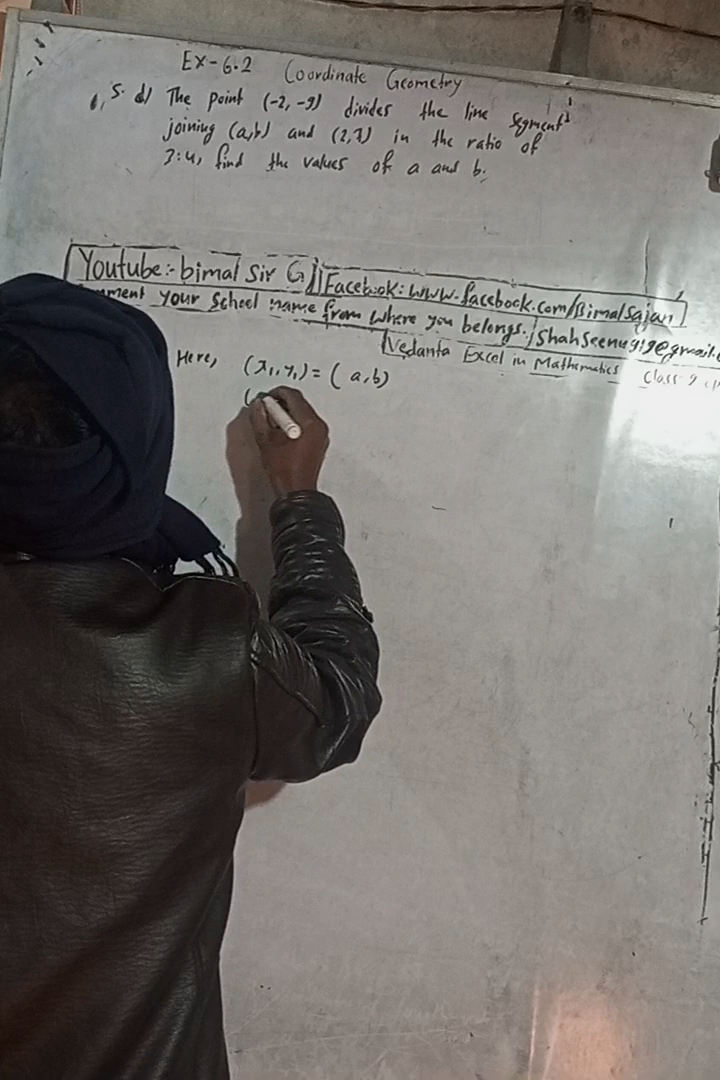 Ex-6.2 Coordinate Geometry
5. d) The point (-2,-9) divides the line segment
joining (a,b) and (2,7) in the ratio of
3:4, find the values of a and b.
Youtube:- bimal Sir G
Facebook: www.facebook.com/BimalSajan
comment your School name from where you belongs.
Vedanta Excel in Mathematics class 9
Here, (x₁,y₁) = (a,b)
(